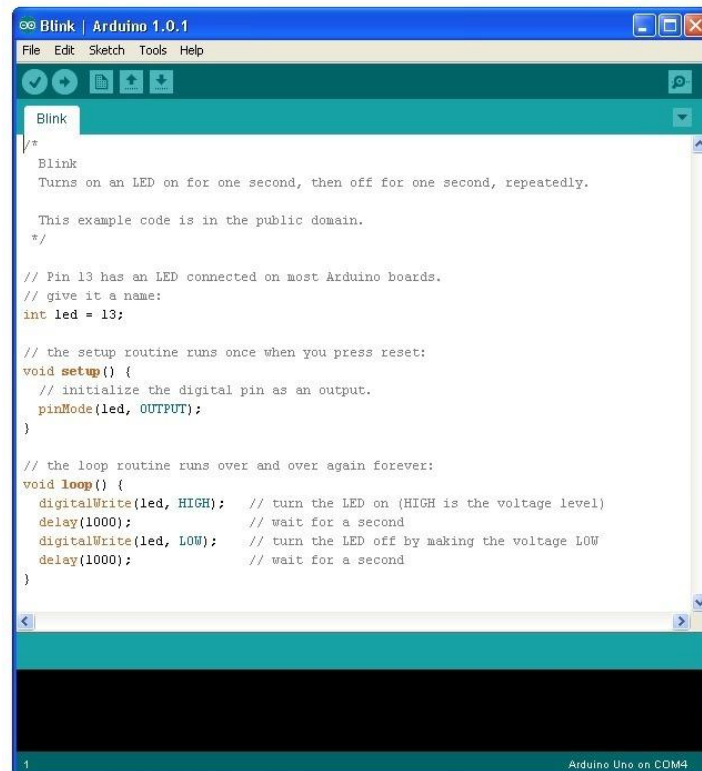 Blink | Arduino 1.0.1
File Edit Sketch Tools Help
Blink
/*
  Blink
  Turns on an LED on for one second, then off for one second, repeatedly.

  This example code is in the public domain.
 */

// Pin 13 has an LED connected on most Arduino boards.
// give it a name:
int led = 13;

// the setup routine runs once when you press reset:
void setup() {
  // initialize the digital pin as an output.
  pinMode(led, OUTPUT);
}

// the loop routine runs over and over again forever:
void loop() {
  digitalWrite(led, HIGH);   // turn the LED on (HIGH is the voltage level)
  delay(1000);               // wait for a second
  digitalWrite(led, LOW);    // turn the LED off by making the voltage LOW
  delay(1000);               // wait for a second
}
1 Arduino Uno on COM4